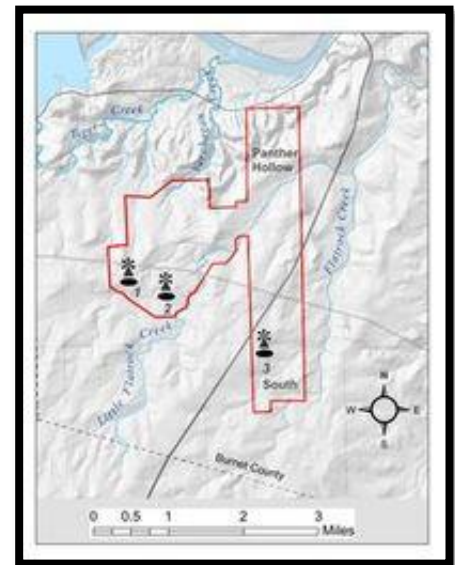 Creek
Panther
Hollow
Flatrock Creek
1
2
3
South
Little Flatrock Creek
N
W
E
S
Burnet County
0 0.5 1 2 3
Miles